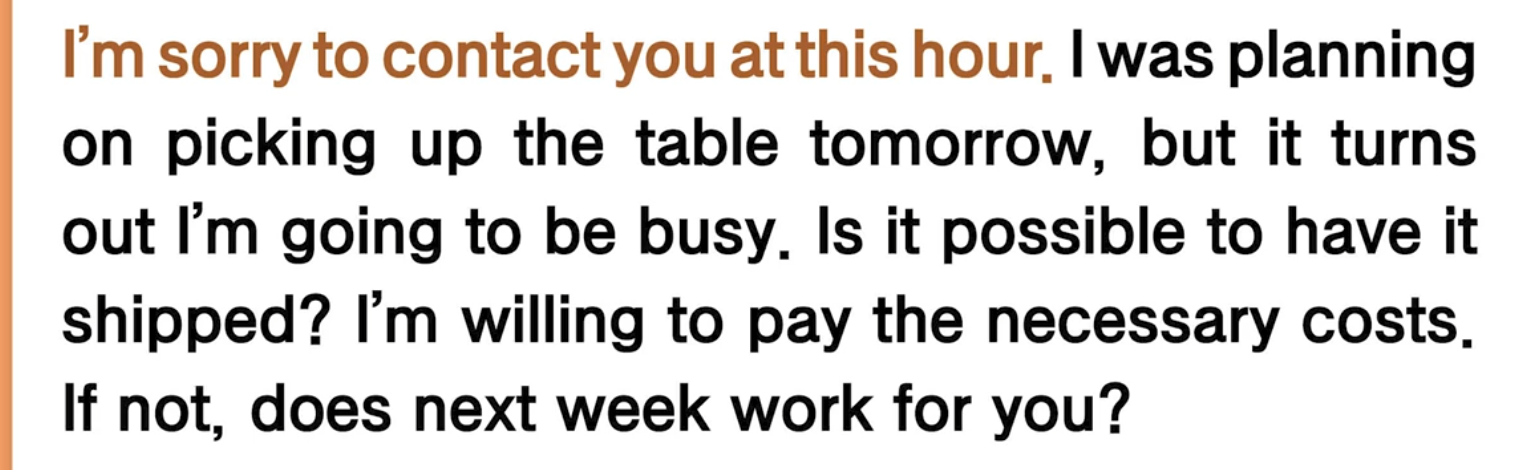 I’m sorry to contact you at this hour. I was planning
on picking up the table tomorrow, but it turns
out I’m going to be busy. Is it possible to have it
shipped? I’m willing to pay the necessary costs.
If not, does next week work for you?